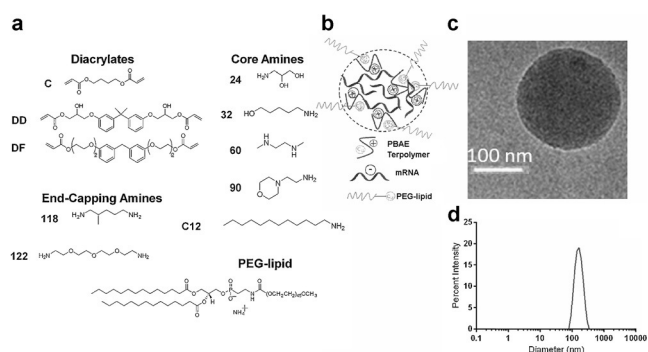 a
Diacrylates
C
DD
DF
End-Capping Amines
118
122
Core Amines
24
32
60
90
C12
PEG-lipid
b
PBAE
Terpolymer
mRNA
PEG-lipid
c
100 nm
d
Percent Intensity
25
20
15
10
5
0
0.1
1
10
100
1000
10000
Diameter (nm)